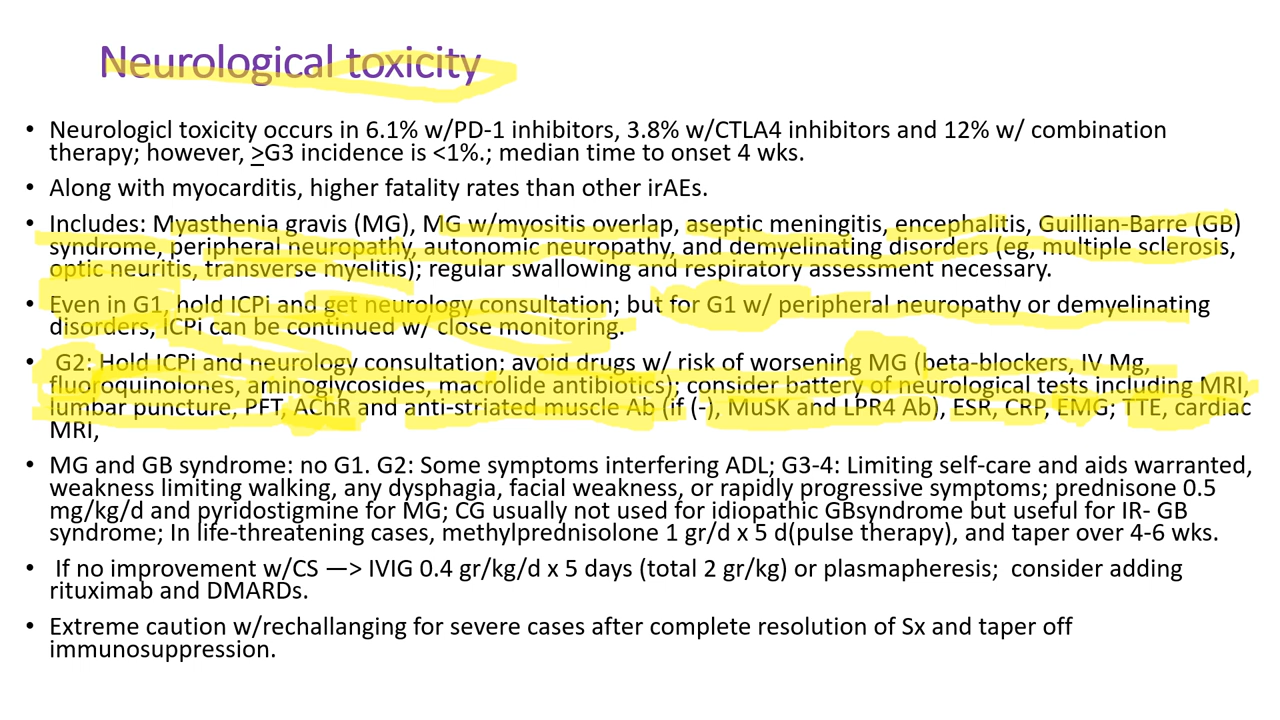 Neurological toxicity
• Neurologicl toxicity occurs in 6.1% w/PD-1 inhibitors, 3.8% w/CTLA4 inhibitors and 12% w/ combination
therapy; however, >G3 incidence is <1%.; median time to onset 4 wks.
• Along with myocarditis, higher fatality rates than other irAEs.
• Includes: Myasthenia gravis (MG), MG w/myositis overlap, aseptic meningitis, encephalitis, Guillian-Barre (GB)
syndrome, peripheral neuropathy, autonomic neuropathy, and demyelinating disorders (eg, multiple sclerosis,
optic neuritis, transverse myelitis); regular swallowing and respiratory assessment necessary.
• Even in G1, hold ICPi and get neurology consultation; but for G1 w/ peripheral neuropathy or demyelinating
disorders, ICPi can be continued w/ close monitoring.
• G2: Hold ICPi and neurology consultation; avoid drugs w/ risk of worsening MG (beta-blockers, IV Mg,
fluoroquinolones, aminoglycosides, macrolide antibiotics); consider battery of neurological tests including MRI,
lumbar puncture, PFT, AChR and anti-striated muscle Ab (if (-), MuSK and LPR4 Ab), ESR, CRP, EMG; TTE, cardiac
MRI,
• MG and GB syndrome: no G1. G2: Some symptoms interfering ADL; G3-4: Limiting self-care and aids warranted,
weakness limiting walking, any dysphagia, facial weakness, or rapidly progressive symptoms; prednisone 0.5
mg/kg/d and pyridostigmine for MG; CG usually not used for idiopathic GBsyndrome but useful for IR- GB
syndrome; In life-threatening cases, methylprednisolone 1 gr/d x 5 d(pulse therapy), and taper over 4-6 wks.
• If no improvement w/CS —> IVIG 0.4 gr/kg/d x 5 days (total 2 gr/kg) or plasmapheresis; consider adding
rituximab and DMARDs.
• Extreme caution w/rechallanging for severe cases after complete resolution of Sx and taper off
immunosuppression.